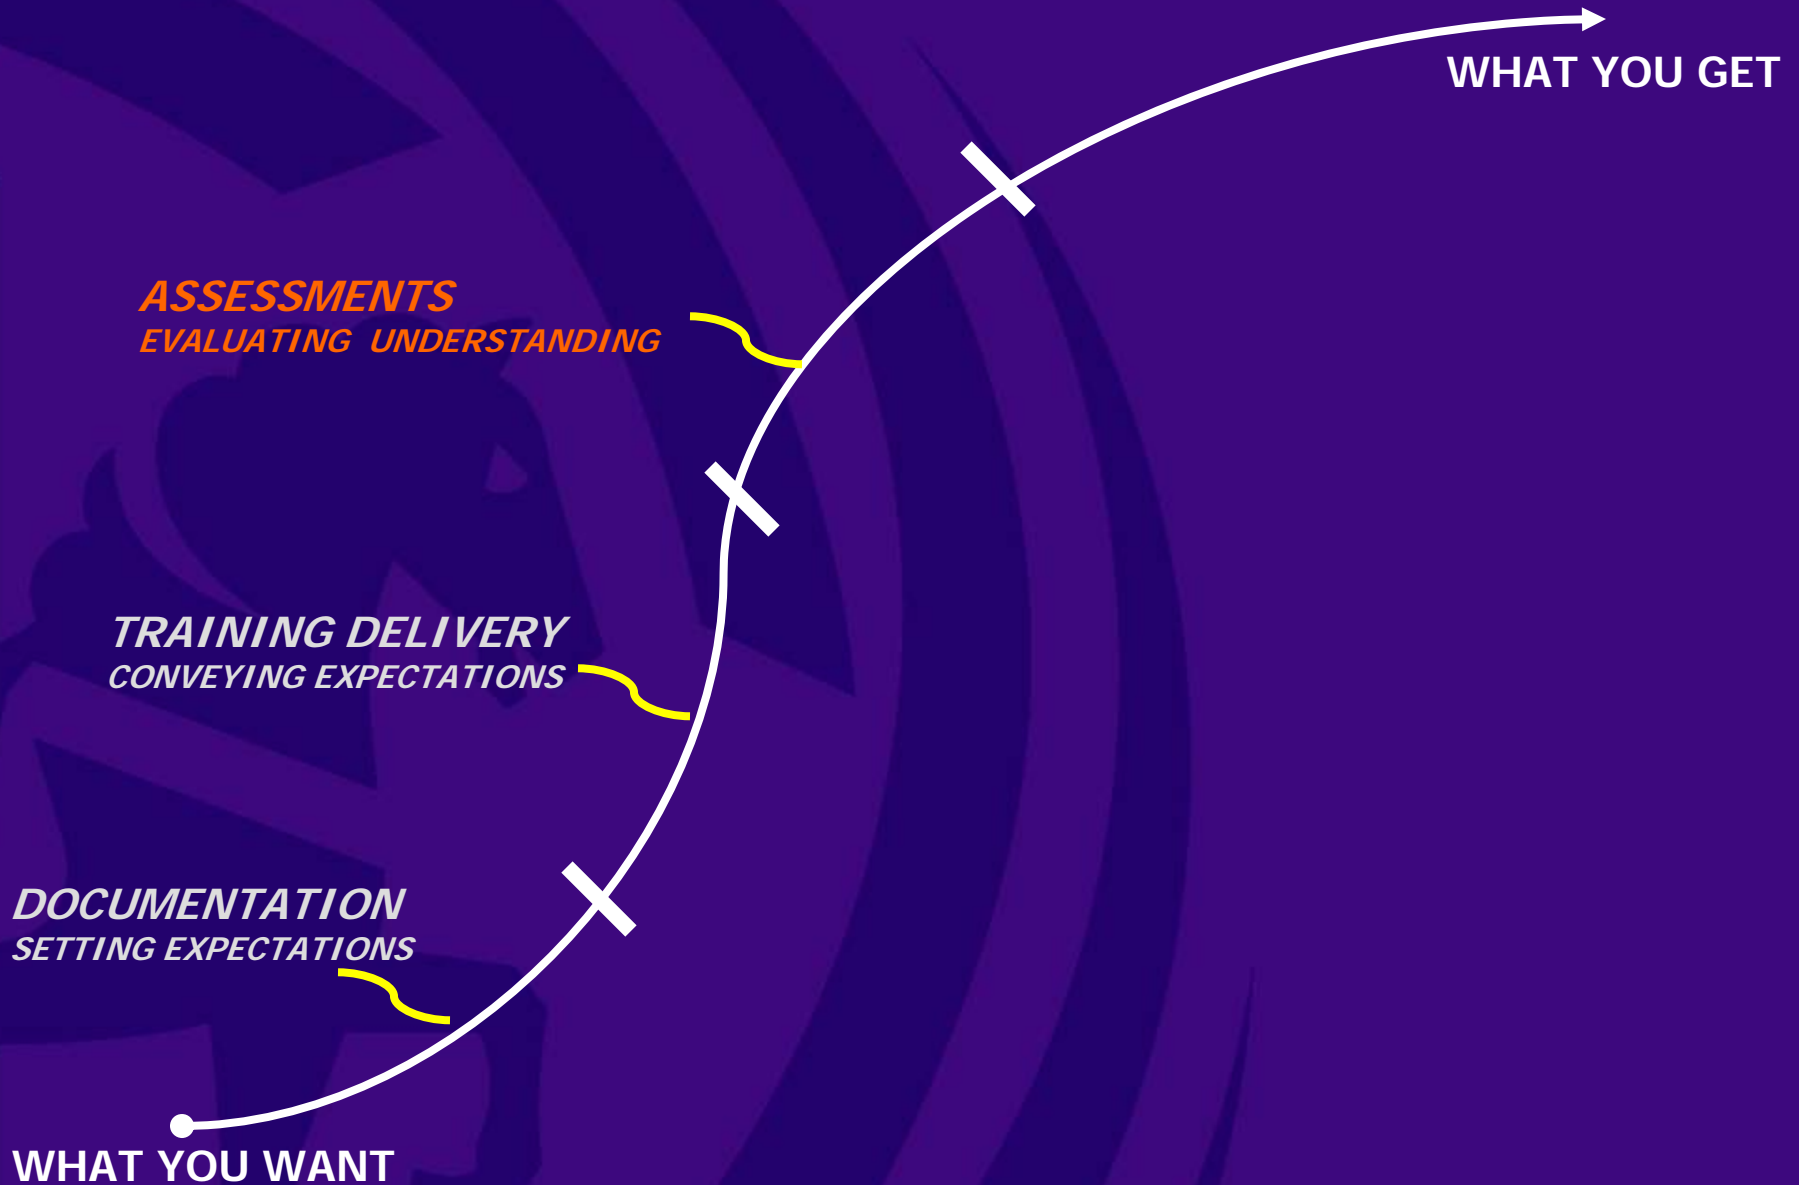 WHAT YOU GET
ASSESSMENTS
EVALUATING UNDERSTANDING
TRAINING DELIVERY
CONVEYING EXPECTATIONS
DOCUMENTATION
SETTING EXPECTATIONS
WHAT YOU WANT